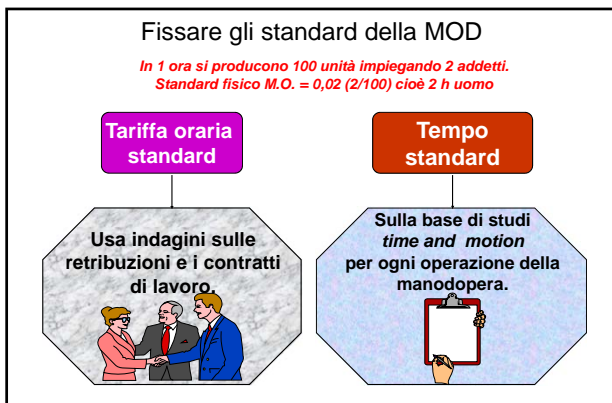 Fissare gli standard della MOD
In 1 ora si producono 100 unità impiegando 2 addetti.
Standard fisico M.O. = 0,02 (2/100) cioè 2 h uomo
Tariffa oraria
standard
Tempo
standard
Usa indagini sulle
retribuzioni e i contratti
di lavoro.
Sulla base di studi
time and motion
per ogni operazione della
manodopera.